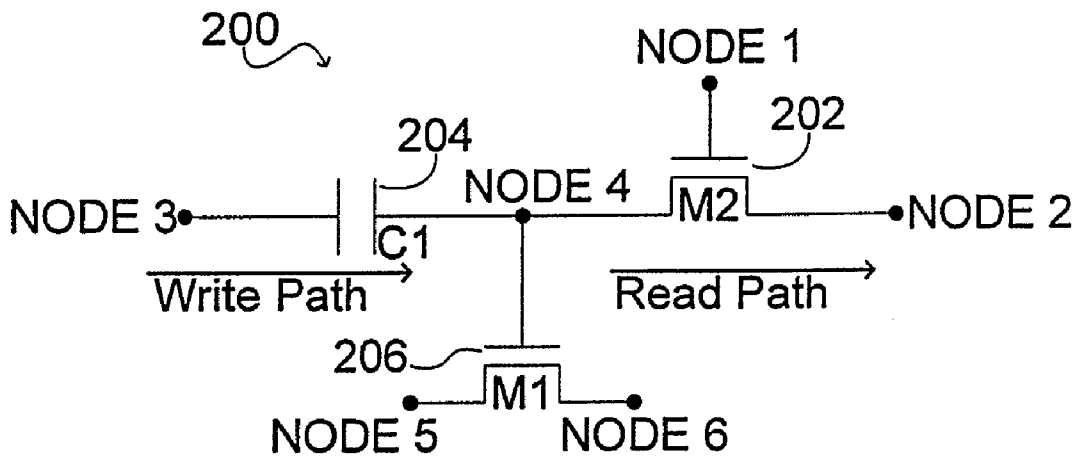 200
NODE 1
202
204
NODE 4
M2
NODE 3
NODE 2
C1
Write Path
Read Path
206
M1
NODE 5
NODE 6